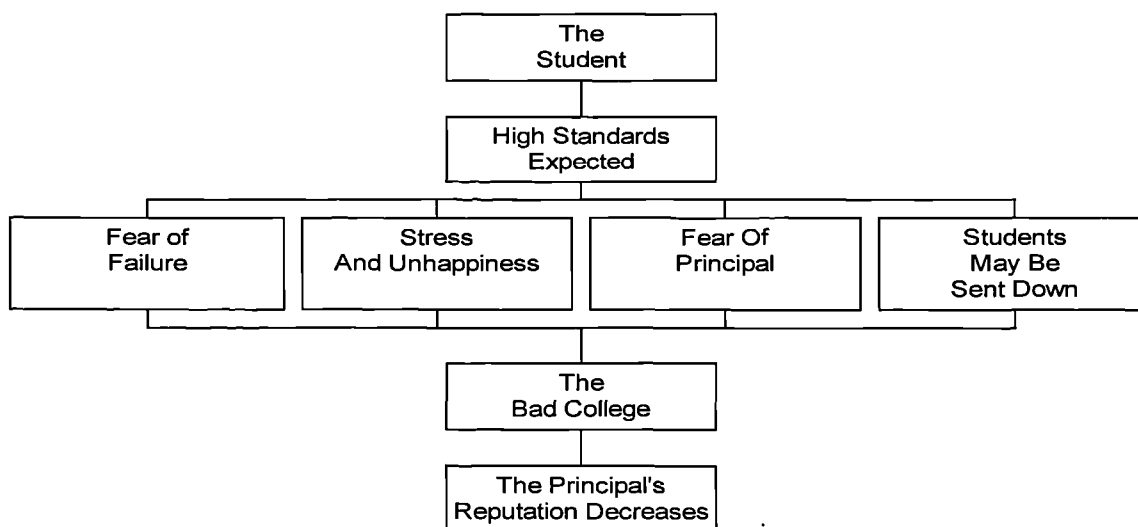 The
Student
High Standards
Expected
Fear of
Failure
Stress
And Unhappiness
Fear Of
Principal
Students
May Be
Sent Down
The
Bad College
The Principal's
Reputation Decreases